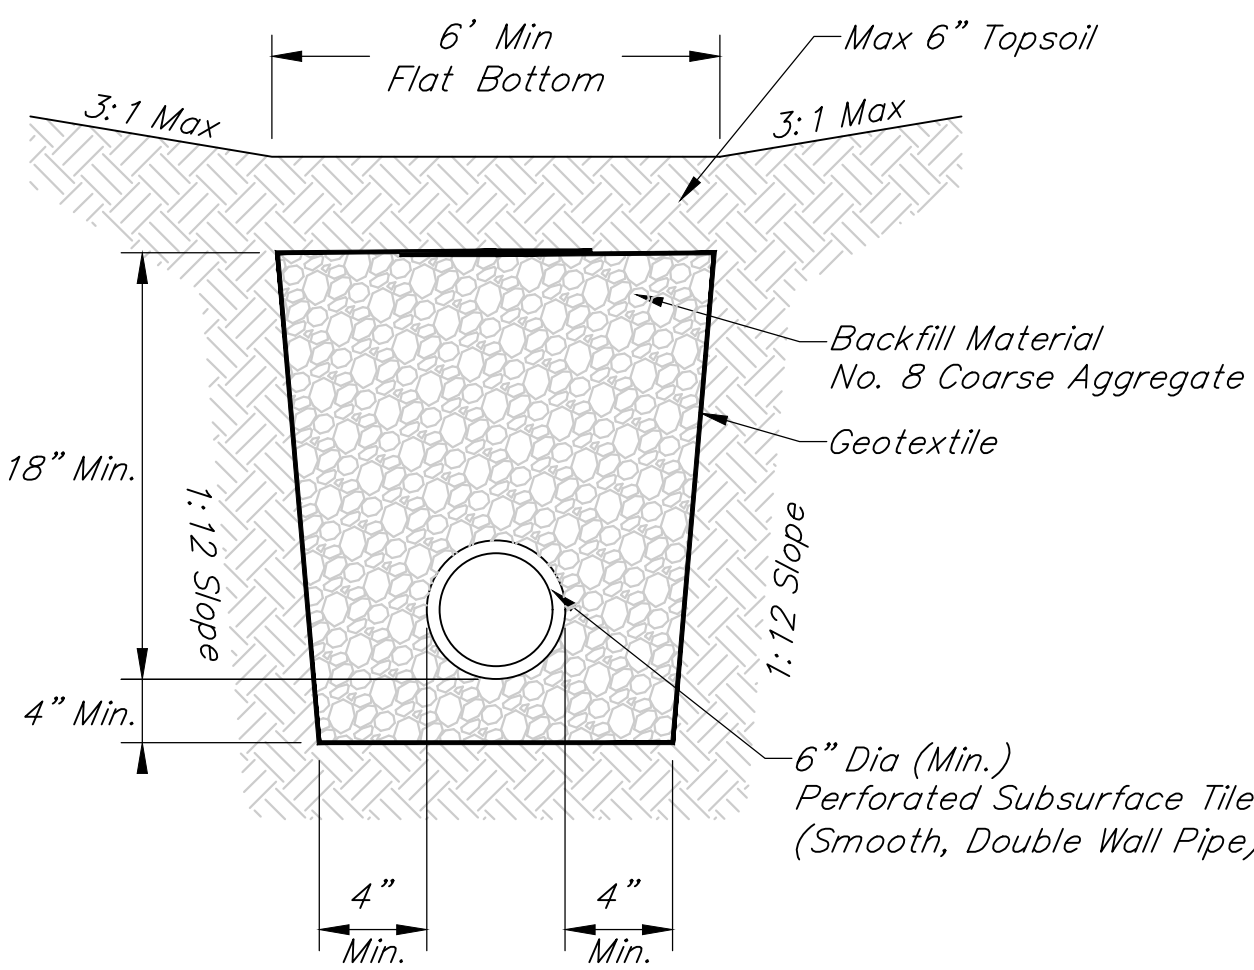 6' Min
Flat Bottom
Max 6" Topsoil
3:1 Max
3:1 Max
Backfill Material
No. 8 Coarse Aggregate
Geotextile
18" Min.
1:12 Slope
1:12 Slope
4" Min.
6" Dia (Min.)
Perforated Subsurface Tile
(Smooth, Double Wall Pipe)
4"
Min.
4"
Min.